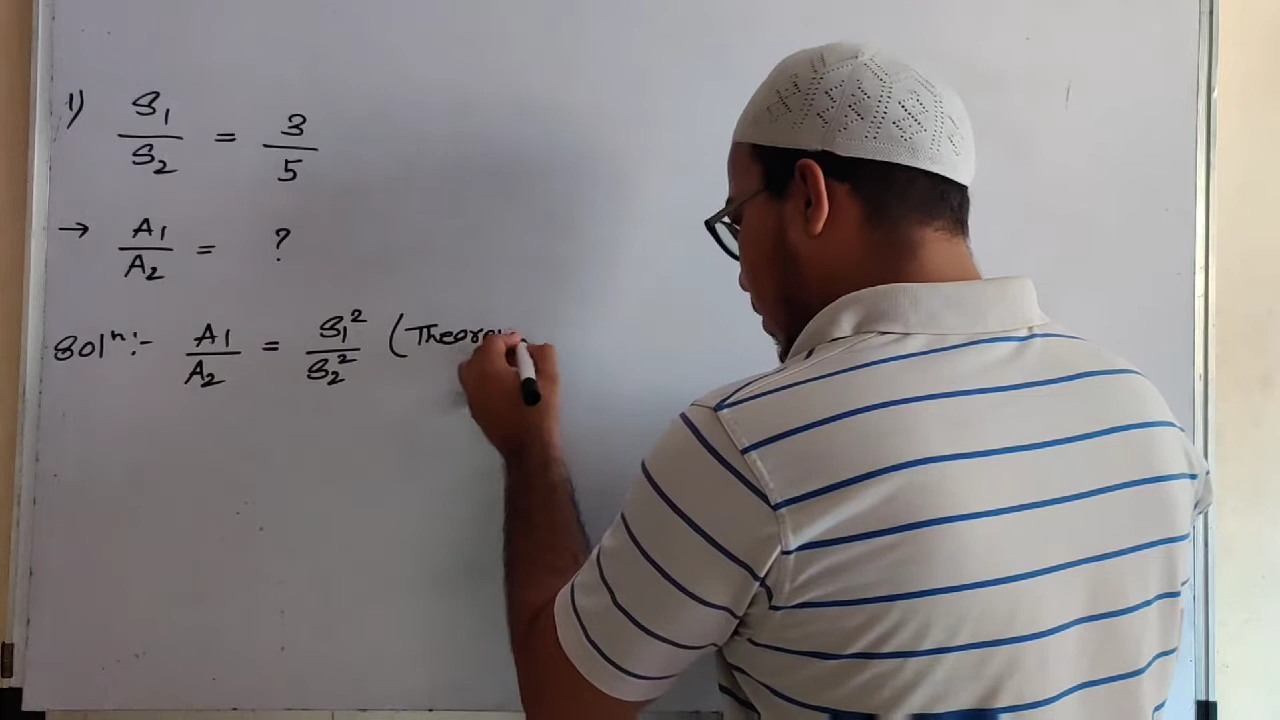 1) S₁/S₂ = 3/5
→ A₁/A₂ = ?
Solⁿ:- A₁/A₂ = S₁²/S₂² (Theore